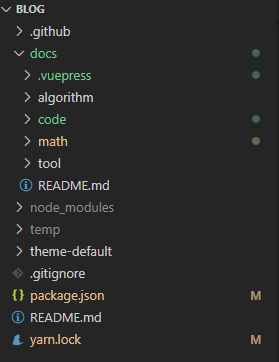 BLOG
.github
docs
.vuepress
algorithm
code
math
tool
README.md
node_modules
temp
theme-default
.gitignore
package.json M
README.md
yarn.lock M